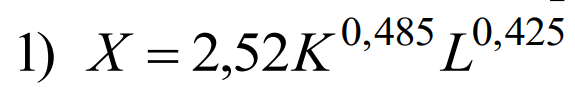 1) X = 2,52K^0,485 L^0,425